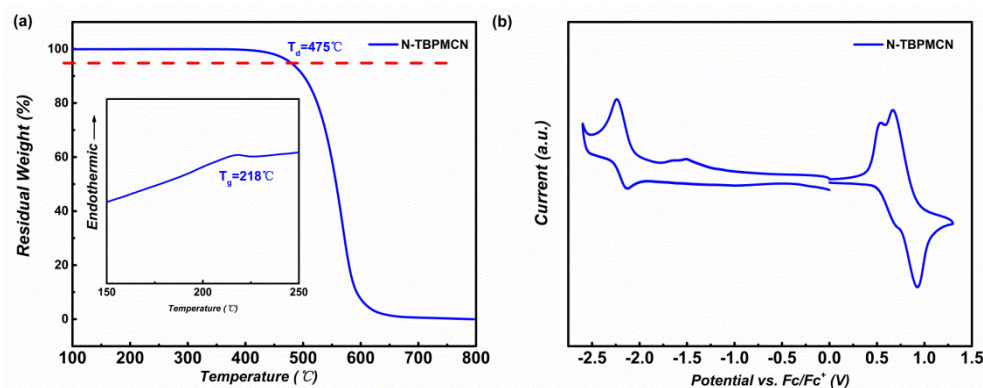 (a)
N-TBPMCN
T_d=475℃
Residual Weight (%)
100
80
60
40
20
0
Endothermic
T_g=218℃
150
200
250
Temperature (℃)
100
200
300
400
500
600
700
800
Temperature (℃)
(b)
N-TBPMCN
Current (a.u.)
-2.5
-2.0
-1.5
-1.0
-0.5
0.0
0.5
1.0
1.5
Potential vs. Fc/Fc⁺ (V)